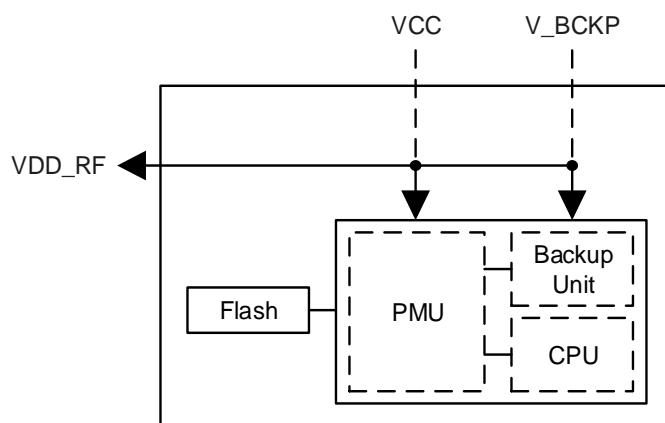 VCC
V_BCKP
VDD_RF
Backup
Unit
Flash
PMU
CPU